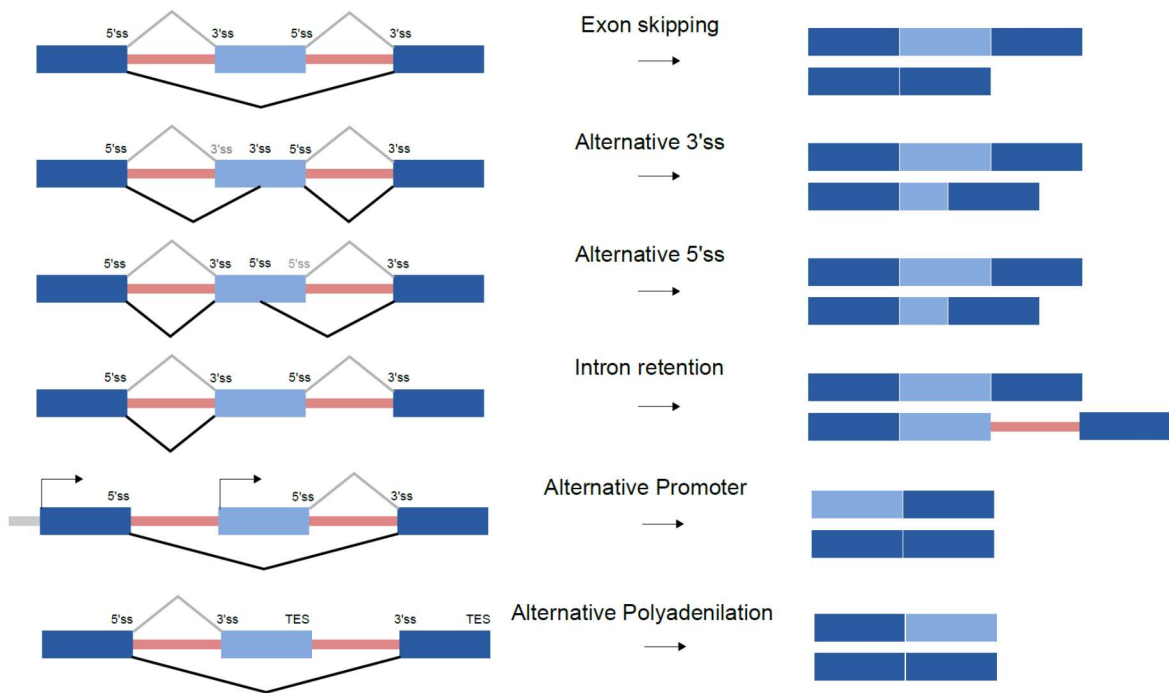 Exon skipping
5'ss 3'ss 5'ss 3'ss
Alternative 3'ss
5'ss 3'ss 3'ss 5'ss 3'ss
Alternative 5'ss
5'ss 3'ss 5'ss 5'ss 3'ss
Intron retention
5'ss 3'ss 5'ss 3'ss
Alternative Promoter
5'ss 5'ss 3'ss
Alternative Polyadenilation
5'ss 3'ss TES 3'ss TES